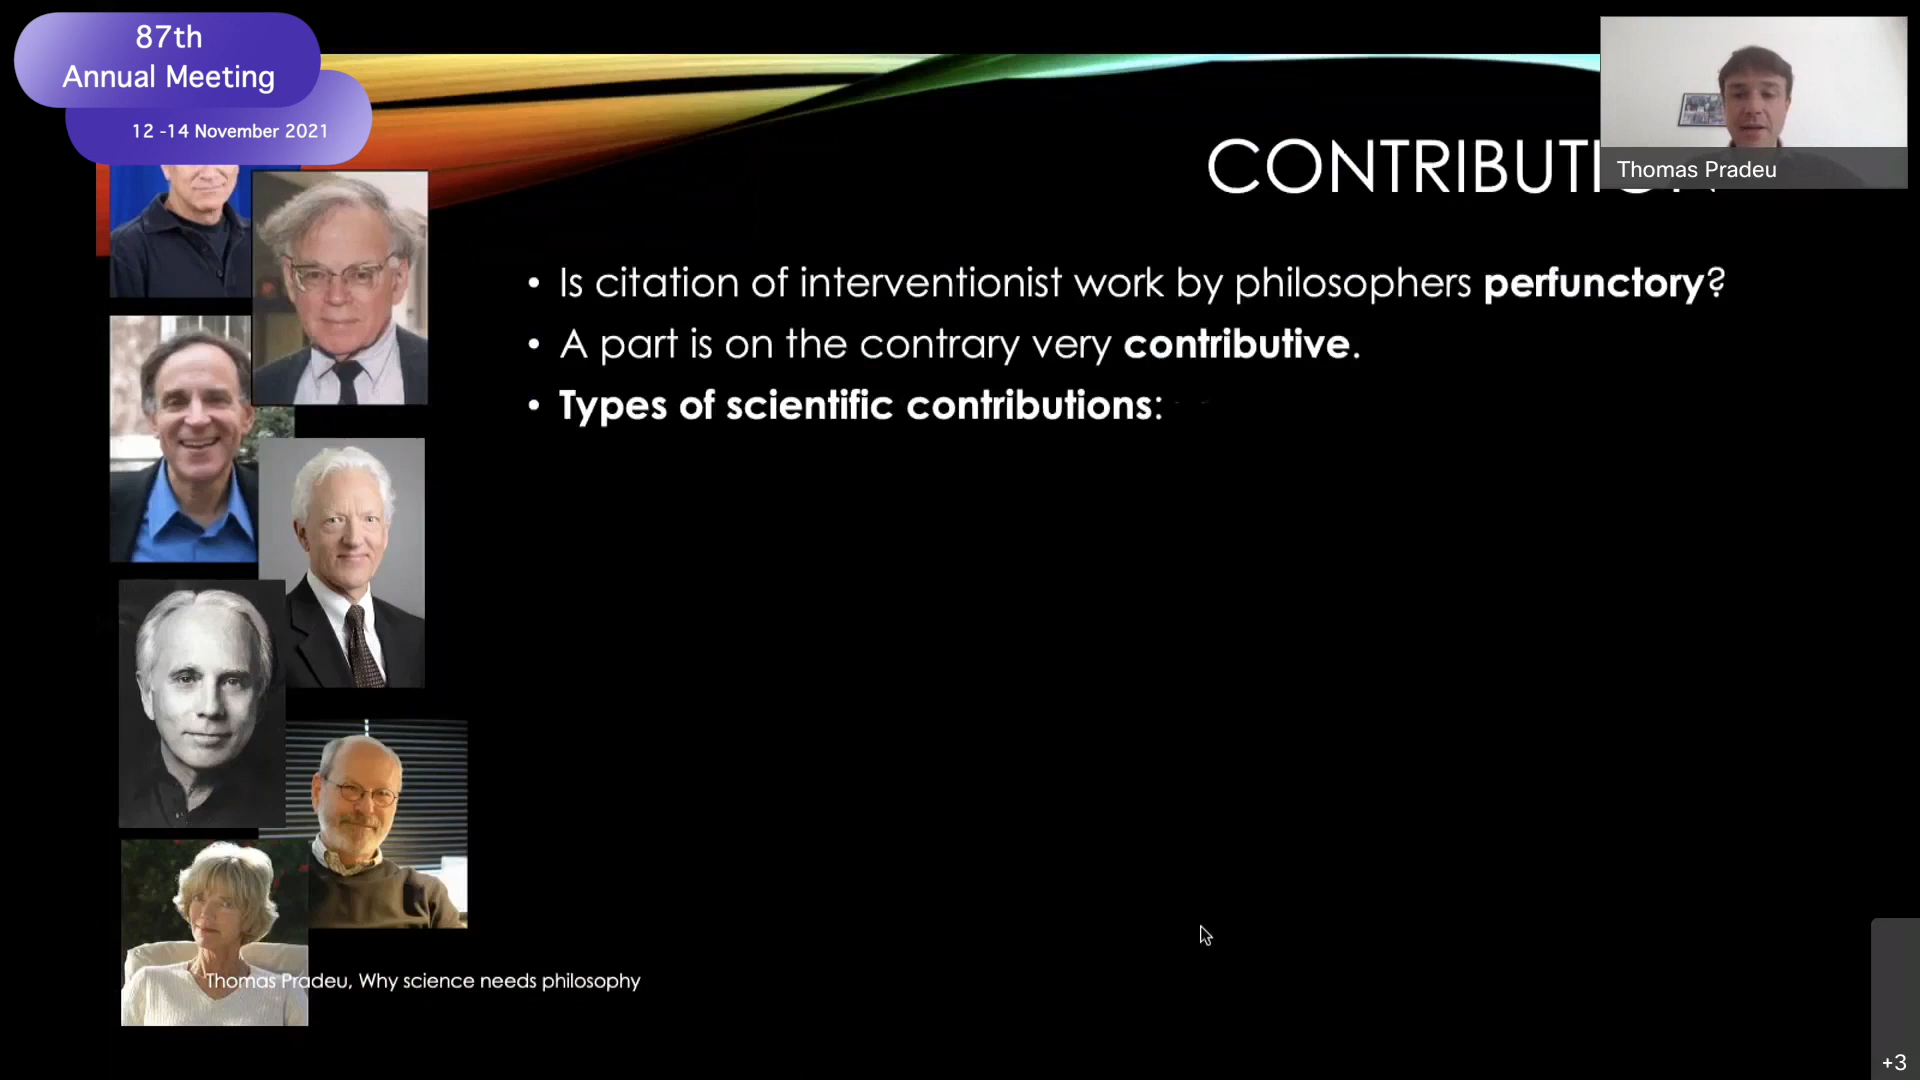 87th
Annual Meeting
12 -14 November 2021
CONTRIBUTION
Thomas Pradeu
• Is citation of interventionist work by philosophers perfunctory?
• A part is on the contrary very contributive.
• Types of scientific contributions:
Thomas Pradeu, Why science needs philosophy
+3